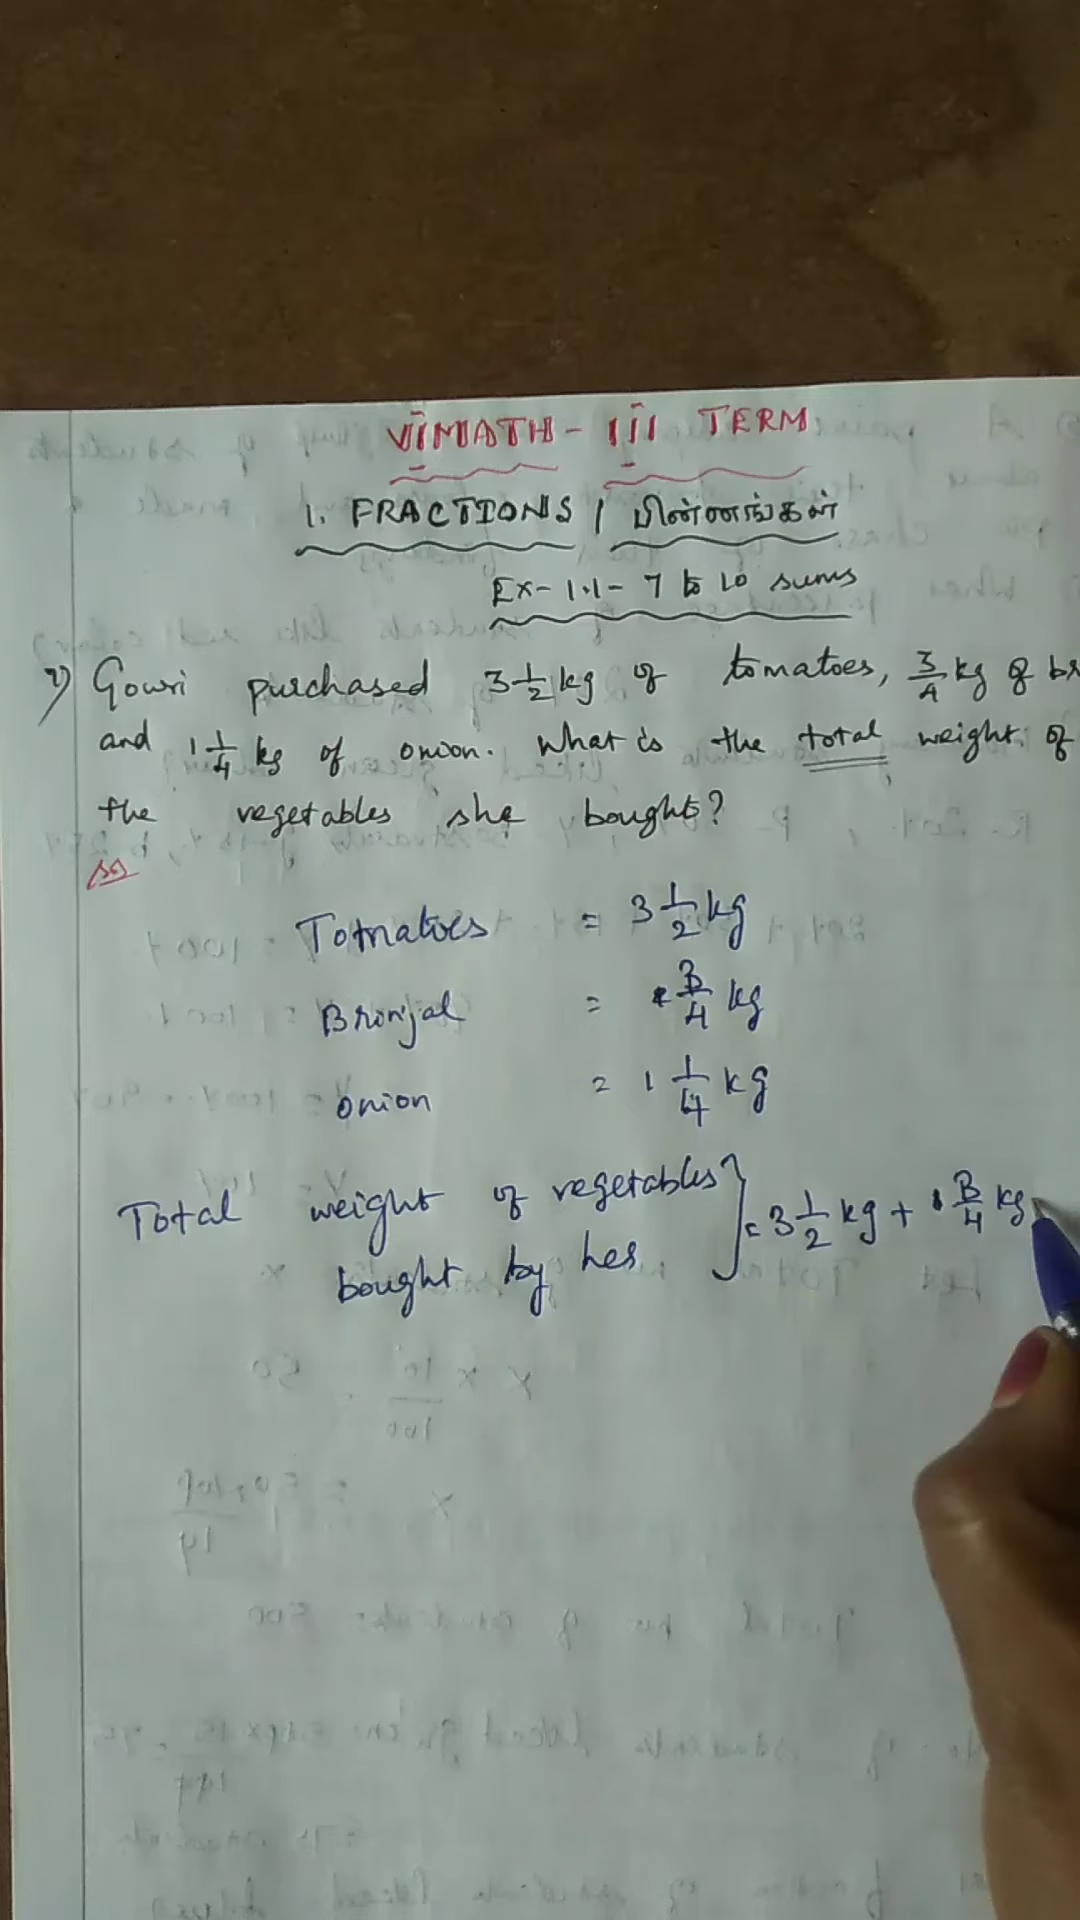 VI MATH - III TERM
1. FRACTIONS / பின்னங்கள்
Ex - 1.1 - 7 to 10 sums
7) Gowri purchased 3 1/2 kg of tomatoes, 3/4 kg of br
and 1 1/4 kg of onion. What is the total weight of
the vegetables she bought?
Tomatoes = 3 1/2 kg
Brinjal = 3/4 kg
onion = 1 1/4 kg
Total weight of vegetables
bought by her } = 3 1/2 kg + 3/4 kg